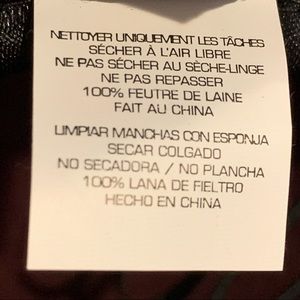 NETTOYER UNIQUEMENT LES TÂCHES
SÉCHER À L'AIR LIBRE
NE PAS SÉCHER AU SÈCHE-LINGE
NE PAS REPASSER
100% FEUTRE DE LAINE
FAIT AU CHINA
LIMPIAR MANCHAS CON ESPONJA
SECAR COLGADO
NO SECADORA / NO PLANCHA
100% LANA DE FIELTRO
HECHO EN CHINA